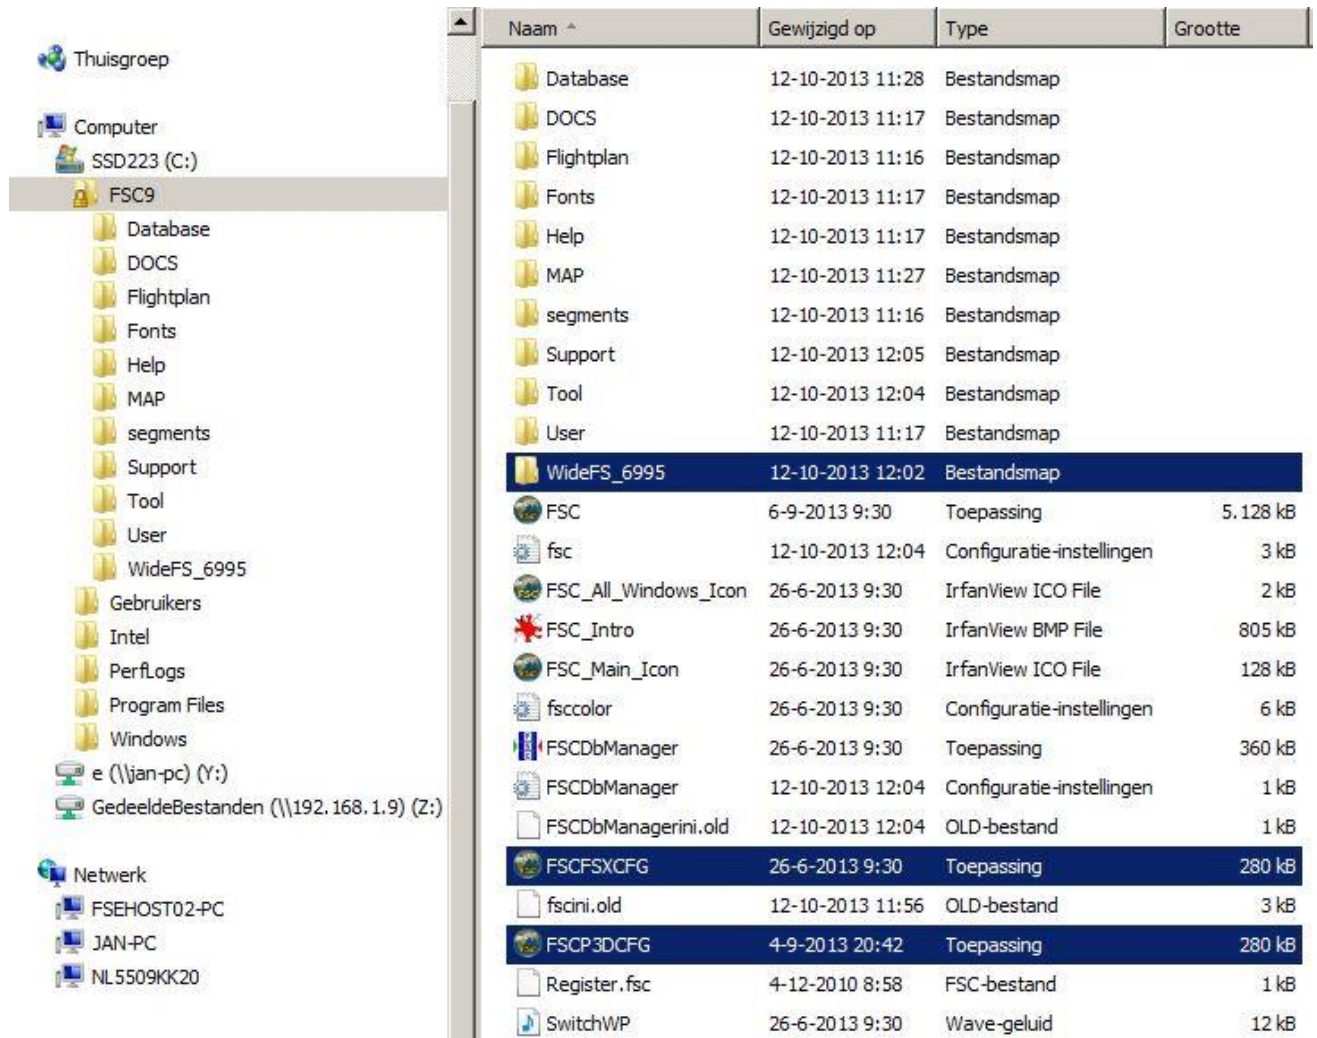 Thuisgroep
Computer
SSD223 (C:)
FSC9
Database
DOCS
Flightplan
Fonts
Help
MAP
segments
Support
Tool
User
WideFS_6995
Gebruikers
Intel
PerfLogs
Program Files
Windows
e (\\jan-pc) (Y:)
GedeeldeBestanden (\\192.168.1.9) (Z:)
Netwerk
FSEHOST02-PC
JAN-PC
NL5509KK20
Naam Gewijzigd op Type Grootte
Database 12-10-2013 11:28 Bestandsmap
DOCS 12-10-2013 11:17 Bestandsmap
Flightplan 12-10-2013 11:16 Bestandsmap
Fonts 12-10-2013 11:17 Bestandsmap
Help 12-10-2013 11:17 Bestandsmap
MAP 12-10-2013 11:27 Bestandsmap
segments 12-10-2013 11:16 Bestandsmap
Support 12-10-2013 12:05 Bestandsmap
Tool 12-10-2013 12:04 Bestandsmap
User 12-10-2013 11:17 Bestandsmap
WideFS_6995 12-10-2013 12:02 Bestandsmap
FSC 6-9-2013 9:30 Toepassing 5.128 kB
fsc 12-10-2013 12:04 Configuratie-instellingen 3 kB
FSC_All_Windows_Icon 26-6-2013 9:30 IrfanView ICO File 2 kB
FSC_Intro 26-6-2013 9:30 IrfanView BMP File 805 kB
FSC_Main_Icon 26-6-2013 9:30 IrfanView ICO File 128 kB
fsccolor 26-6-2013 9:30 Configuratie-instellingen 6 kB
FSCDbManager 26-6-2013 9:30 Toepassing 360 kB
FSCDbManager 12-10-2013 12:04 Configuratie-instellingen 1 kB
FSCDbManagerini.old 12-10-2013 12:04 OLD-bestand 1 kB
FSCFSXCFG 26-6-2013 9:30 Toepassing 280 kB
fscini.old 12-10-2013 11:56 OLD-bestand 3 kB
FSCP3DCFG 4-9-2013 20:42 Toepassing 280 kB
Register.fsc 4-12-2010 8:58 FSC-bestand 1 kB
SwitchWP 26-6-2013 9:30 Wave-geluid 12 kB